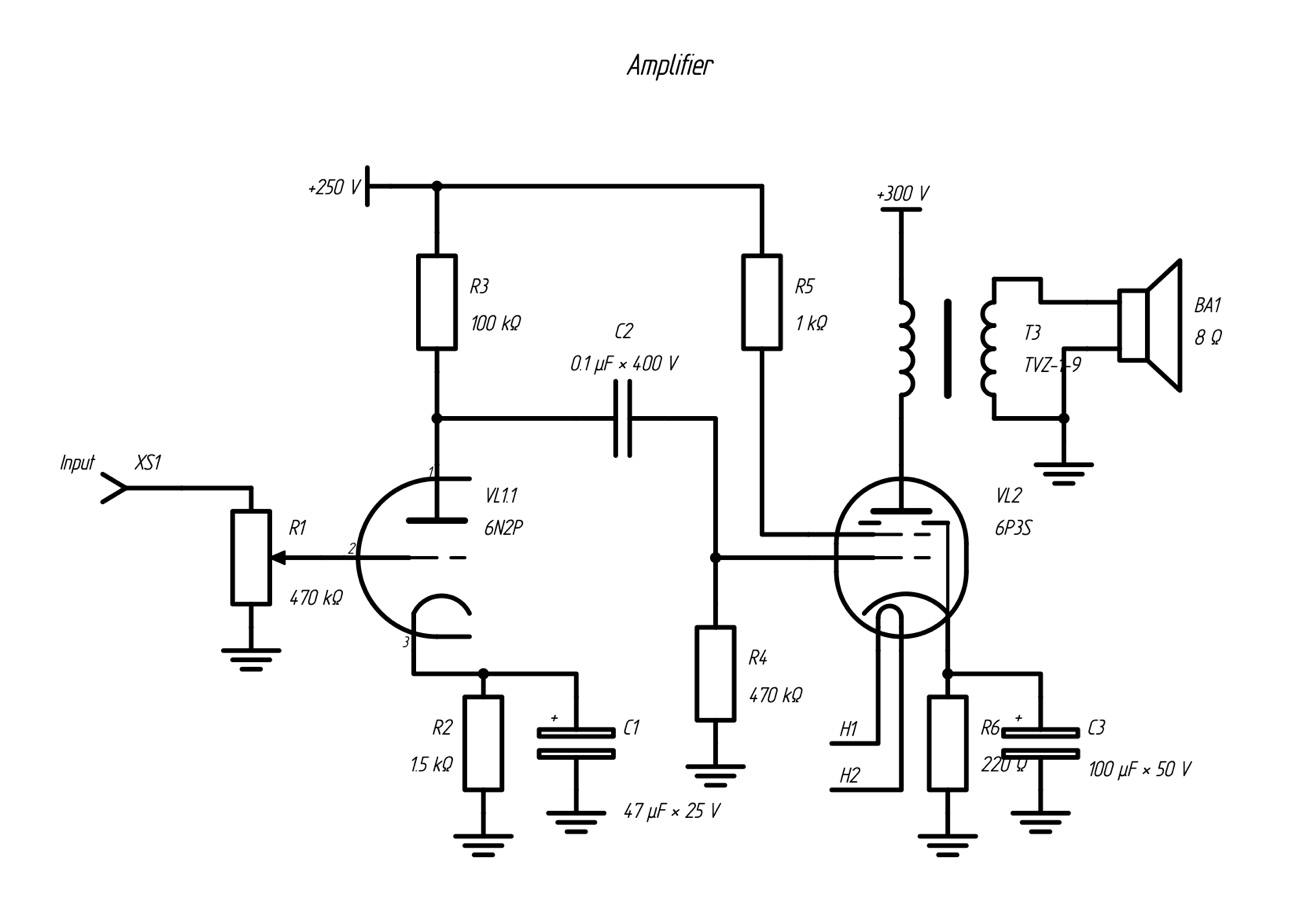 Amplifier
+250 V
+300 V
R3
100 kΩ
R5
1 kΩ
BA1
8 Ω
C2
0.1 µF × 400 V
T3
TVZ-1-9
Input
XS1
1
VL1.1
6N2P
VL2
6P3S
R1
2
470 kΩ
3
R4
470 kΩ
R2
1.5 kΩ
+
C1
47 µF × 25 V
H1
H2
R6
220 Ω
+
C3
100 µF × 50 V